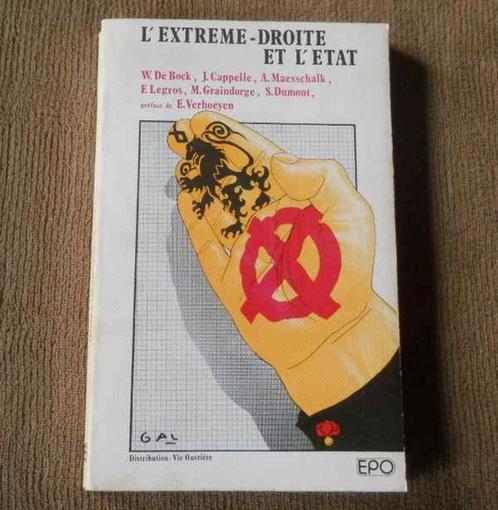 L'EXTREME-DROITE
ET L'ETAT
W. De Bock, J. Cappelle, A. Maesschalk,
F. Legros, M. Graindorge, S. Dumont,
préface de E. Verhoeyen
GAL
Distribution: Vie Ouvrière
EPO